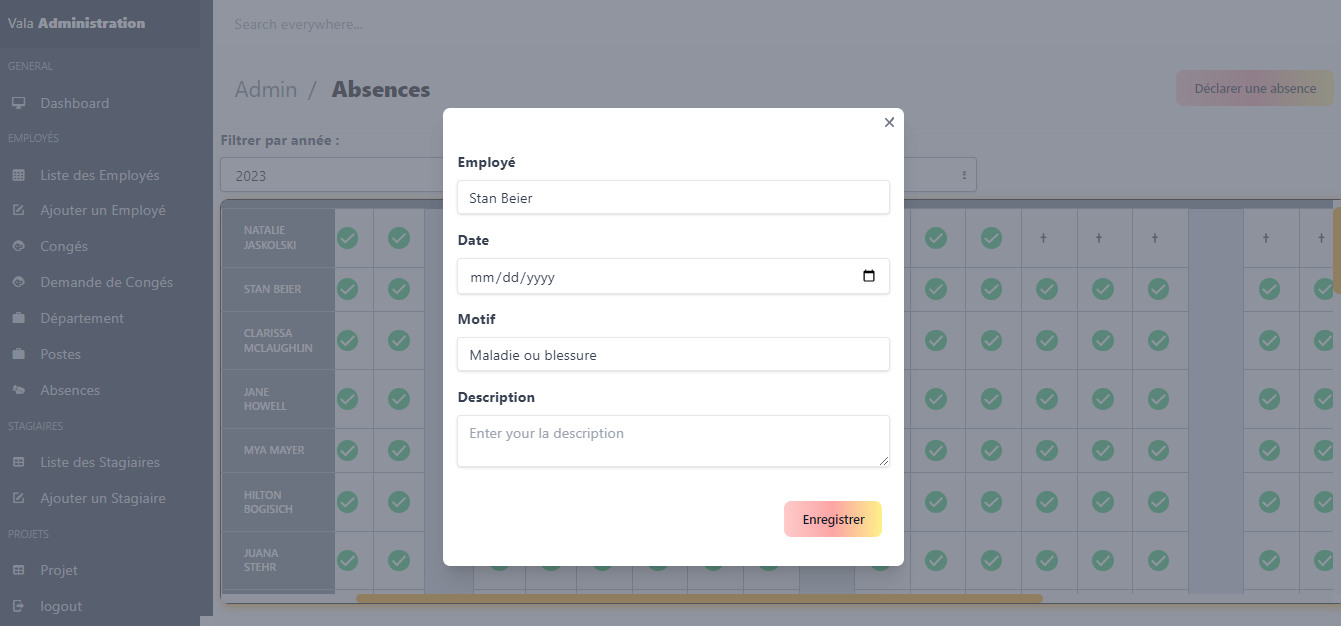 Vala Administration
Search everywhere...
GENERAL
Dashboard
EMPLOYÉS
Liste des Employés
Ajouter un Employé
Congés
Demande de Congés
Département
Postes
Absences
STAGIAIRES
Liste des Stagiaires
Ajouter un Stagiaire
PROJETS
Projet
logout
Admin / Absences
Déclarer une absence
Filtrer par année :
2023
NATALIE
JASKOLSKI
STAN BEIER
CLARISSA
MCLAUGHLIN
JANE
HOWELL
MYA MAYER
HILTON
BOGISICH
JUANA
STEHR
Employé
Stan Beier
Date
mm/dd/yyyy
Motif
Maladie ou blessure
Description
Enter your la description
Enregistrer